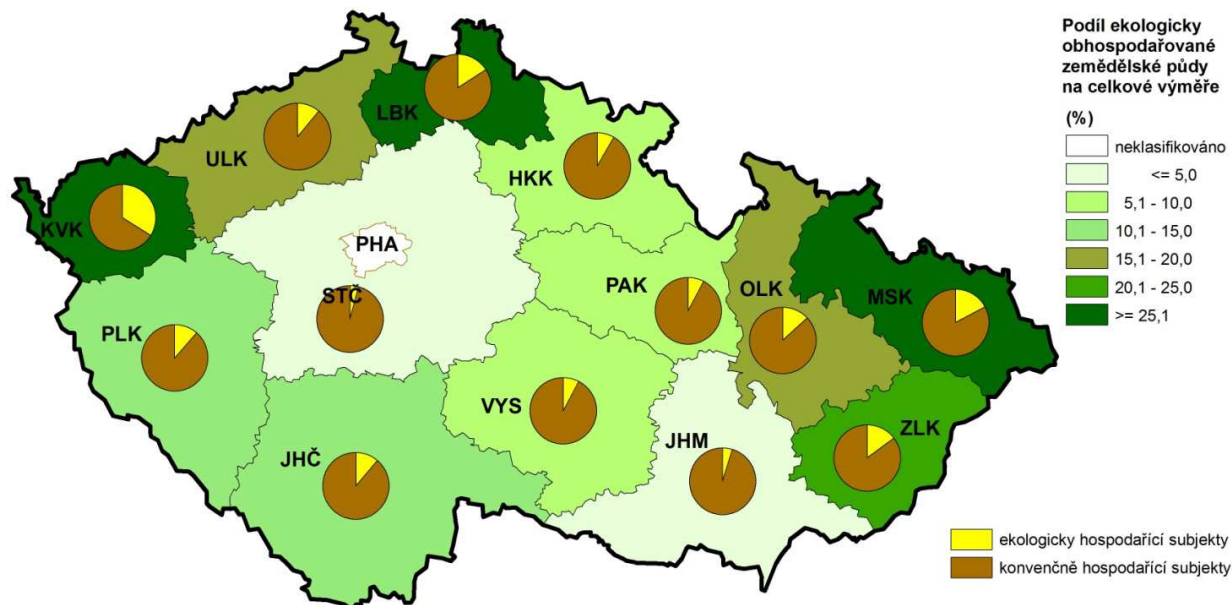 Podíl ekologicky
obhospodařované
zemědělské půdy
na celkové výměře
(%)
neklasifikováno
<= 5,0
5,1 - 10,0
10,1 - 15,0
15,1 - 20,0
20,1 - 25,0
>= 25,1
LBK
ULK
HKK
KVK
PHA
STČ
PAK
OLK
MSK
PLK
VYS
JHM
ZLK
JHČ
ekologicky hospodařící subjekty
konvenčně hospodařící subjekty